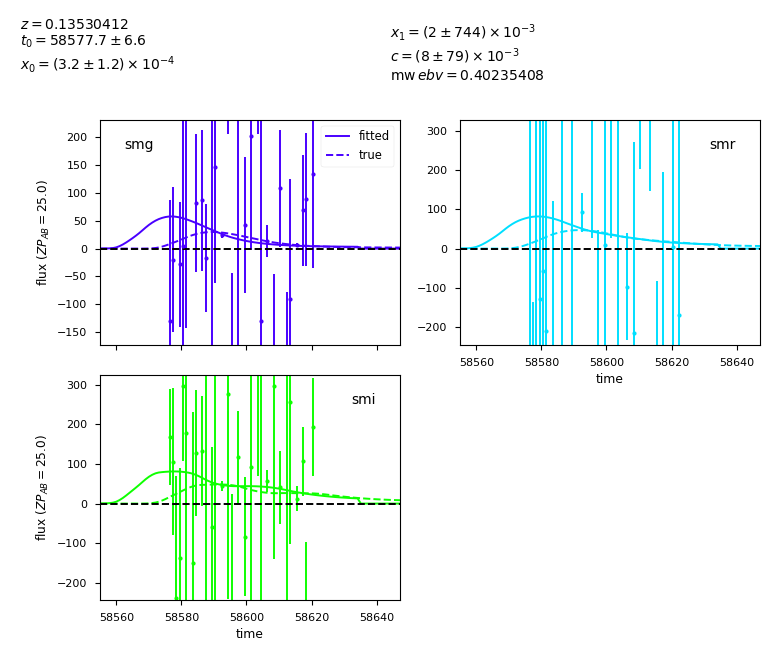 z = 0.13530412
t₀ = 58577.7 ± 6.6
x₀ = (3.2 ± 1.2) × 10⁻⁴
x₁ = (2 ± 744) × 10⁻³
c = (8 ± 79) × 10⁻³
mwebv = 0.40235408
smg
fitted
true
200
150
100
50
0
−50
−100
−150
flux (ZP_AB = 25.0)
smr
300
200
100
0
−100
−200
58560 58580 58600 58620 58640
time
smi
300
200
100
0
−100
−200
flux (ZP_AB = 25.0)
58560 58580 58600 58620 58640
time